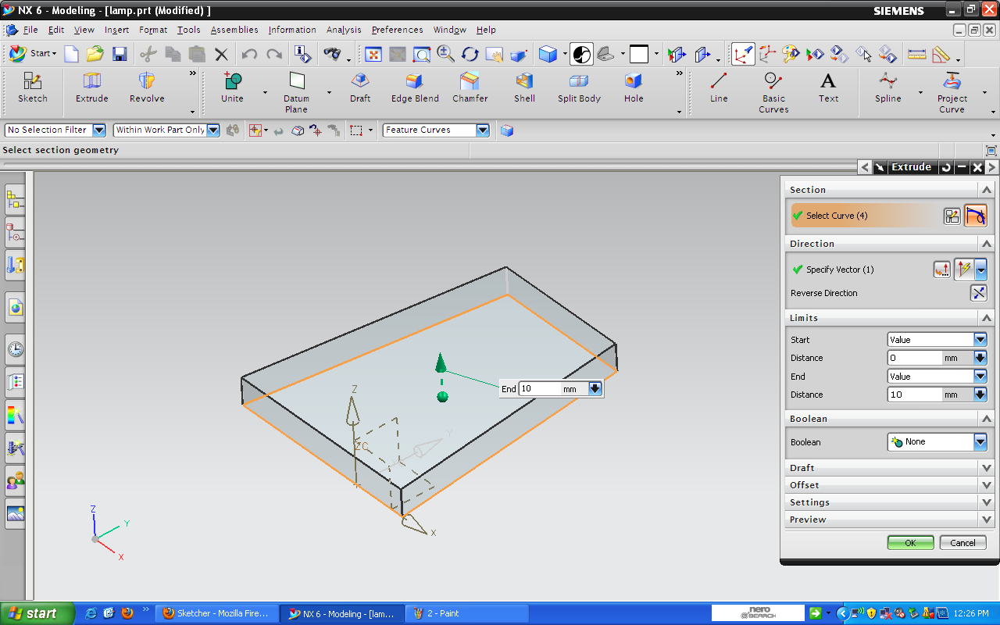 NX 6 - Modeling - [lamp.prt (Modified) ]
SIEMENS
File Edit View Insert Format Tools Assemblies Information Analysis Preferences Window Help
Start
Sketch Extrude Revolve Unite Datum Plane Draft Edge Blend Chamfer Shell Split Body Hole Line Basic Curves Text Spline Project Curve
No Selection Filter Within Work Part Only Feature Curves
Select section geometry
Extrude
Section
Select Curve (4)
Direction
Specify Vector (1)
Reverse Direction
Limits
Start Value
Distance 0 mm
End Value
Distance 10 mm
Boolean
Boolean None
Draft
Offset
Settings
Preview
OK Cancel
End 10 mm
Z
ZC
Y
X
Z
Y
X
start
Sketcher - Mozilla Fire...
NX 6 - Modeling - [lam...
2 - Paint
nero
SEARCH
12:26 PM